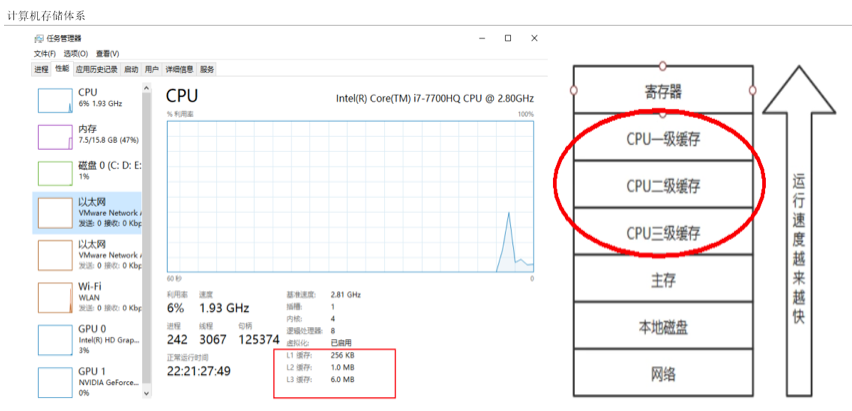 计算机存储体系
任务管理器
文件(F) 选项(O) 查看(V)
进程 性能 应用历史记录 启动 用户 详细信息 服务
CPU
6% 1.93 GHz
内存
7.5/15.8 GB (47%)
磁盘 0 (C: D: E:
1%
以太网
VMware Network A
发送: 0 接收: 0 Kbp
以太网
VMware Network
发送: 0 接收: 0 Kbp
Wi-Fi
WLAN
发送: 0 接收: 0 Kbp
GPU 0
Intel(R) HD Grap...
3%
GPU 1
NVIDIA GeForce...
0%
CPU
Intel(R) Core(TM) i7-7700HQ CPU @ 2.80GHz
% 利用率
100%
60 秒
0
利用率 速度
6% 1.93 GHz
进程 线程 句柄
242 3067 125374
正常运行时间
22:21:27:49
基准速度: 2.81 GHz
插槽: 1
内核: 4
逻辑处理器: 8
虚拟化: 已启用
L1 缓存: 256 KB
L2 缓存: 1.0 MB
L3 缓存: 6.0 MB
寄存器
CPU一级缓存
CPU二级缓存
CPU三级缓存
主存
本地磁盘
网络
运行速度越来越快